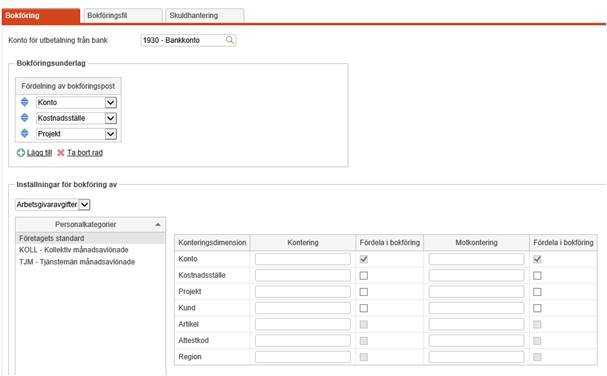 Bokföring Bokföringsfil Skuldhantering
Konto för utbetalning från bank 1930 - Bankkonto
Bokföringsunderlag
Fördelning av bokföringspost
Konto
Kostnadsställe
Projekt
Lägg till Ta bort rad
Inställningar för bokföring av
Arbetsgivaravgifter
Personalkategorier
Företagets standard
KOLL - Kollektiv månadsavlönade
TJM - Tjänstemän månadsavlönade
Konteringsdimension Kontering Fördela i bokföring Motkontering Fördela i bokföring
Konto
Kostnadsställe
Projekt
Kund
Artikel
Attestkod
Region